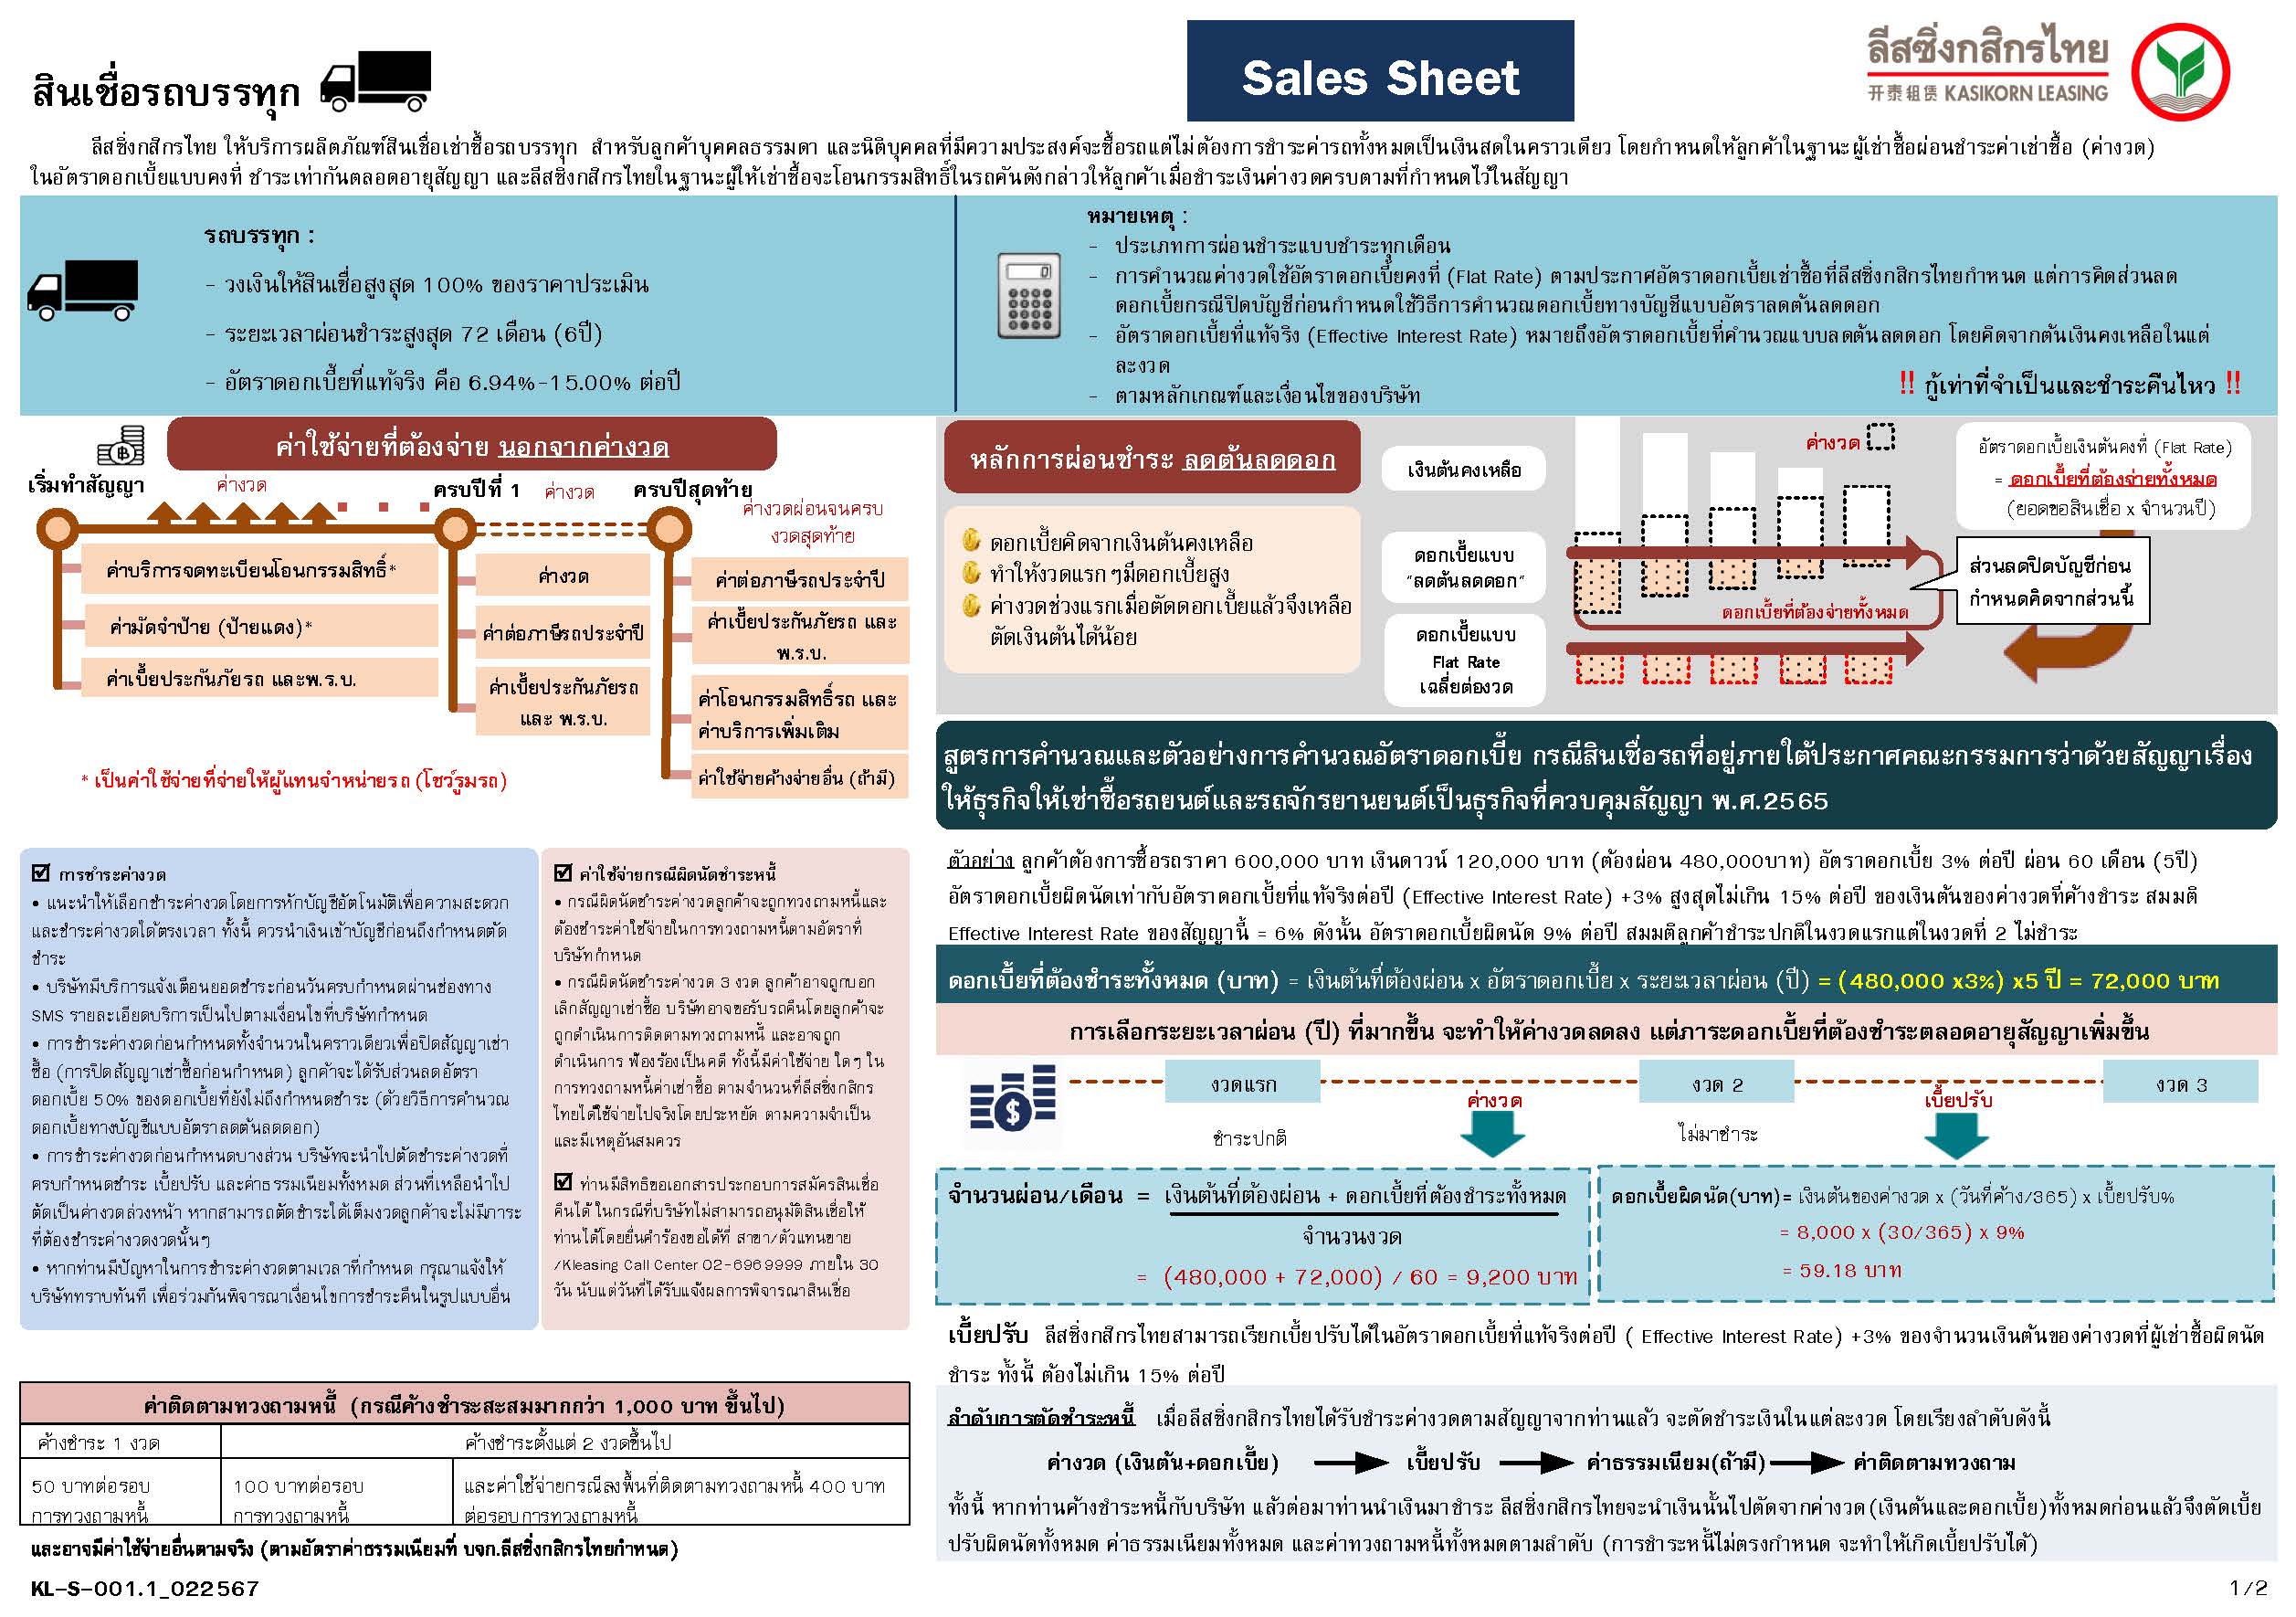 สินเชื่อรถบรรทุก
Sales Sheet
ลีสซิ่งกสิกรไทย
开泰租赁 KASIKORN LEASING
ลีสซิ่งกสิกรไทย ให้บริการผลิตภัณฑ์สินเชื่อเช่าซื้อรถบรรทุก สำหรับลูกค้าบุคคลธรรมดา และนิติบุคคลที่มีความประสงค์จะซื้อรถแต่ไม่ต้องการชำระค่ารถทั้งหมดเป็นเงินสดในคราวเดียว โดยกำหนดให้ลูกค้าในฐานะผู้เช่าซื้อผ่อนชำระค่าเช่าซื้อ (ค่างวด)
ในอัตราดอกเบี้ยแบบคงที่ ชำระเท่ากันตลอดอายุสัญญา และลีสซิ่งกสิกรไทยในฐานะผู้ให้เช่าซื้อจะโอนกรรมสิทธิ์ในรถคันดังกล่าวให้ลูกค้าเมื่อชำระเงินค่างวดครบตามที่กำหนดไว้ในสัญญา
รถบรรทุก :
- วงเงินให้สินเชื่อสูงสุด 100% ของราคาประเมิน
- ระยะเวลาผ่อนชำระสูงสุด 72 เดือน (6ปี)
- อัตราดอกเบี้ยที่แท้จริง คือ 6.94%-15.00% ต่อปี
หมายเหตุ :
- ประเภทการผ่อนชำระแบบชำระทุกเดือน
- การคำนวณค่างวดใช้อัตราดอกเบี้ยคงที่ (Flat Rate) ตามประกาศอัตราดอกเบี้ยเช่าซื้อที่ลีสซิ่งกสิกรไทยกำหนด แต่การคิดส่วนลด
ดอกเบี้ยกรณีปิดบัญชีก่อนกำหนดใช้วิธีการคำนวณดอกเบี้ยทางบัญชีแบบอัตราลดต้นลดดอก
- อัตราดอกเบี้ยที่แท้จริง (Effective Interest Rate) หมายถึงอัตราดอกเบี้ยที่คำนวณแบบลดต้นลดดอก โดยคิดจากต้นเงินคงเหลือในแต่
ละงวด
- ตามหลักเกณฑ์และเงื่อนไขของบริษัท
!! กู้เท่าที่จำเป็นและชำระคืนไหว !!
ค่าใช้จ่ายที่ต้องจ่าย นอกจากค่างวด
เริ่มทำสัญญา
ค่างวด
ครบปีที่ 1
ค่างวด
ครบปีสุดท้าย
ค่างวดผ่อนจนครบ
งวดสุดท้าย
ค่าบริการจดทะเบียนโอนกรรมสิทธิ์*
ค่ามัดจำป้าย (ป้ายแดง)*
ค่าเบี้ยประกันภัยรถ และพ.ร.บ.
ค่างวด
ค่าต่อภาษีรถประจำปี
ค่าเบี้ยประกันภัยรถ
และ พ.ร.บ.
ค่าต่อภาษีรถประจำปี
ค่าเบี้ยประกันภัยรถ และ
พ.ร.บ.
ค่าโอนกรรมสิทธิ์รถ และ
ค่าบริการเพิ่มเติม
ค่าใช้จ่ายค้างจ่ายอื่น (ถ้ามี)
* เป็นค่าใช้จ่ายที่จ่ายให้ผู้แทนจำหน่ายรถ (โชว์รูมรถ)
หลักการผ่อนชำระ ลดต้นลดดอก
ดอกเบี้ยคิดจากเงินต้นคงเหลือ
ทำให้งวดแรกๆมีดอกเบี้ยสูง
ค่างวดช่วงแรกเมื่อตัดดอกเบี้ยแล้วจึงเหลือ
ตัดเงินต้นได้น้อย
เงินต้นคงเหลือ
ดอกเบี้ยแบบ
"ลดต้นลดดอก"
ดอกเบี้ยแบบ
Flat Rate
เฉลี่ยต่องวด
ค่างวด
ดอกเบี้ยที่ต้องจ่ายทั้งหมด
อัตราดอกเบี้ยเงินต้นคงที่ (Flat Rate)
= ดอกเบี้ยที่ต้องจ่ายทั้งหมด
(ยอดขอสินเชื่อ x จำนวนปี)
ส่วนลดปิดบัญชีก่อน
กำหนดคิดจากส่วนนี้
สูตรการคำนวณและตัวอย่างการคำนวณอัตราดอกเบี้ย กรณีสินเชื่อรถที่อยู่ภายใต้ประกาศคณะกรรมการว่าด้วยสัญญาเรื่อง
ให้ธุรกิจให้เช่าซื้อรถยนต์และรถจักรยานยนต์เป็นธุรกิจที่ควบคุมสัญญา พ.ศ.2565
ตัวอย่าง ลูกค้าต้องการซื้อรถราคา 600,000 บาท เงินดาวน์ 120,000 บาท (ต้องผ่อน 480,000บาท) อัตราดอกเบี้ย 3% ต่อปี ผ่อน 60 เดือน (5ปี)
อัตราดอกเบี้ยผิดนัดเท่ากับอัตราดอกเบี้ยที่แท้จริงต่อปี (Effective Interest Rate) +3% สูงสุดไม่เกิน 15% ต่อปี ของเงินต้นของค่างวดที่ค้างชำระ สมมติ
Effective Interest Rate ของสัญญานี้ = 6% ดังนั้น อัตราดอกเบี้ยผิดนัด 9% ต่อปี สมมติลูกค้าชำระปกติในงวดแรกแต่ในงวดที่ 2 ไม่ชำระ
ดอกเบี้ยที่ต้องชำระทั้งหมด (บาท) = เงินต้นที่ต้องผ่อน x อัตราดอกเบี้ย x ระยะเวลาผ่อน (ปี) = (480,000 x3%) x5 ปี = 72,000 บาท
การเลือกระยะเวลาผ่อน (ปี) ที่มากขึ้น จะทำให้ค่างวดลดลง แต่ภาระดอกเบี้ยที่ต้องชำระตลอดอายุสัญญาเพิ่มขึ้น
งวดแรก
งวด 2
งวด 3
ค่างวด
เบี้ยปรับ
ชำระปกติ
ไม่มาชำระ
จำนวนผ่อน/เดือน = เงินต้นที่ต้องผ่อน + ดอกเบี้ยที่ต้องชำระทั้งหมด
จำนวนงวด
= (480,000 + 72,000) / 60 = 9,200 บาท
ดอกเบี้ยผิดนัด(บาท)= เงินต้นของค่างวด x (วันที่ค้าง/365) x เบี้ยปรับ%
= 8,000 x (30/365) x 9%
= 59.18 บาท
เบี้ยปรับ ลีสซิ่งกสิกรไทยสามารถเรียกเบี้ยปรับได้ในอัตราดอกเบี้ยที่แท้จริงต่อปี ( Effective Interest Rate) +3% ของจำนวนเงินต้นของค่างวดที่ผู้เช่าซื้อผิดนัด
ชำระ ทั้งนี้ ต้องไม่เกิน 15% ต่อปี
ลำดับการตัดชำระหนี้ เมื่อลีสซิ่งกสิกรไทยได้รับชำระค่างวดตามสัญญาจากท่านแล้ว จะตัดชำระเงินในแต่ละงวด โดยเรียงลำดับดังนี้
ค่างวด (เงินต้น+ดอกเบี้ย) เบี้ยปรับ ค่าธรรมเนียม(ถ้ามี) ค่าติดตามทวงถาม
ทั้งนี้ หากท่านค้างชำระหนี้กับบริษัท แล้วต่อมาท่านนำเงินมาชำระ ลีสซิ่งกสิกรไทยจะนำเงินนั้นไปตัดจากค่างวด(เงินต้นและดอกเบี้ย)ทั้งหมดก่อนแล้วจึงตัดเบี้ย
ปรับผิดนัดทั้งหมด ค่าธรรมเนียมทั้งหมด และค่าทวงถามหนี้ทั้งหมดตามลำดับ (การชำระหนี้ไม่ตรงกำหนด จะทำให้เกิดเบี้ยปรับได้)
การชำระค่างวด
• แนะนำให้เลือกชำระค่างวดโดยการหักบัญชีอัตโนมัติเพื่อความสะดวก
และชำระค่างวดได้ตรงเวลา ทั้งนี้ ควรนำเงินเข้าบัญชีก่อนถึงกำหนดตัด
ชำระ
• บริษัทมีบริการแจ้งเตือนยอดชำระก่อนวันครบกำหนดผ่านช่องทาง
SMS รายละเอียดบริการเป็นไปตามเงื่อนไขที่บริษัทกำหนด
• การชำระค่างวดก่อนกำหนดทั้งจำนวนในคราวเดียวเพื่อปิดสัญญาเช่า
ซื้อ (การปิดสัญญาเช่าซื้อก่อนกำหนด) ลูกค้าจะได้รับส่วนลดอัตรา
ดอกเบี้ย 50% ของดอกเบี้ยที่ยังไม่ถึงกำหนดชำระ (ด้วยวิธีการคำนวณ
ดอกเบี้ยทางบัญชีแบบอัตราลดต้นลดดอก)
• การชำระค่างวดก่อนกำหนดบางส่วน บริษัทจะนำไปตัดชำระค่างวดที่
ครบกำหนดชำระ เบี้ยปรับ และค่าธรรมเนียมทั้งหมด ส่วนที่เหลือนำไป
ตัดเป็นค่างวดล่วงหน้า หากสามารถตัดชำระได้เต็มงวดลูกค้าจะไม่มีภาระ
ที่ต้องชำระค่างวดงวดนั้นๆ
• หากท่านมีปัญหาในการชำระค่างวดตามเวลาที่กำหนด กรุณาแจ้งให้
บริษัททราบทันที เพื่อร่วมกันพิจารณาเงื่อนไขการชำระคืนในรูปแบบอื่น
ค่าใช้จ่ายกรณีผิดนัดชำระหนี้
• กรณีผิดนัดชำระค่างวดลูกค้าจะถูกทวงถามหนี้และ
ต้องชำระค่าใช้จ่ายในการทวงถามหนี้ตามอัตราที่
บริษัทกำหนด
• กรณีผิดนัดชำระค่างวด 3 งวด ลูกค้าอาจถูกบอก
เลิกสัญญาเช่าซื้อ บริษัทอาจขอรับรถคืนโดยลูกค้าจะ
ถูกดำเนินการติดตามทวงถามหนี้ และอาจถูก
ดำเนินการ ฟ้องร้องเป็นคดี ทั้งนี้มีค่าใช้จ่าย ใดๆ ใน
การทวงถามหนี้ค่าเช่าซื้อ ตามจำนวนที่ลีสซิ่งกสิกร
ไทยได้ใช้จ่ายไปจริงโดยประหยัด ตามความจำเป็น
และมีเหตุอันสมควร
ท่านมีสิทธิขอเอกสารประกอบการสมัครสินเชื่อ
คืนได้ ในกรณีที่บริษัทไม่สามารถอนุมัติสินเชื่อให้
ท่านได้โดยยื่นคำร้องขอได้ที่ สาขา/ตัวแทนขาย
/Kleasing Call Center 02-6969999 ภายใน 30
วัน นับแต่วันที่ได้รับแจ้งผลการพิจารณาสินเชื่อ
ค่าติดตามทวงถามหนี้ (กรณีค้างชำระสะสมมากกว่า 1,000 บาท ขึ้นไป)
ค้างชำระ 1 งวด
ค้างชำระตั้งแต่ 2 งวดขึ้นไป
50 บาทต่อรอบ
การทวงถามหนี้
100 บาทต่อรอบ
การทวงถามหนี้
และค่าใช้จ่ายกรณีลงพื้นที่ติดตามทวงถามหนี้ 400 บาท
ต่อรอบการทวงถามหนี้
และอาจมีค่าใช้จ่ายอื่นตามจริง (ตามอัตราค่าธรรมเนียมที่ บจก.ลีสซิ่งกสิกรไทยกำหนด)
KL-S-001.1_022567
1/2